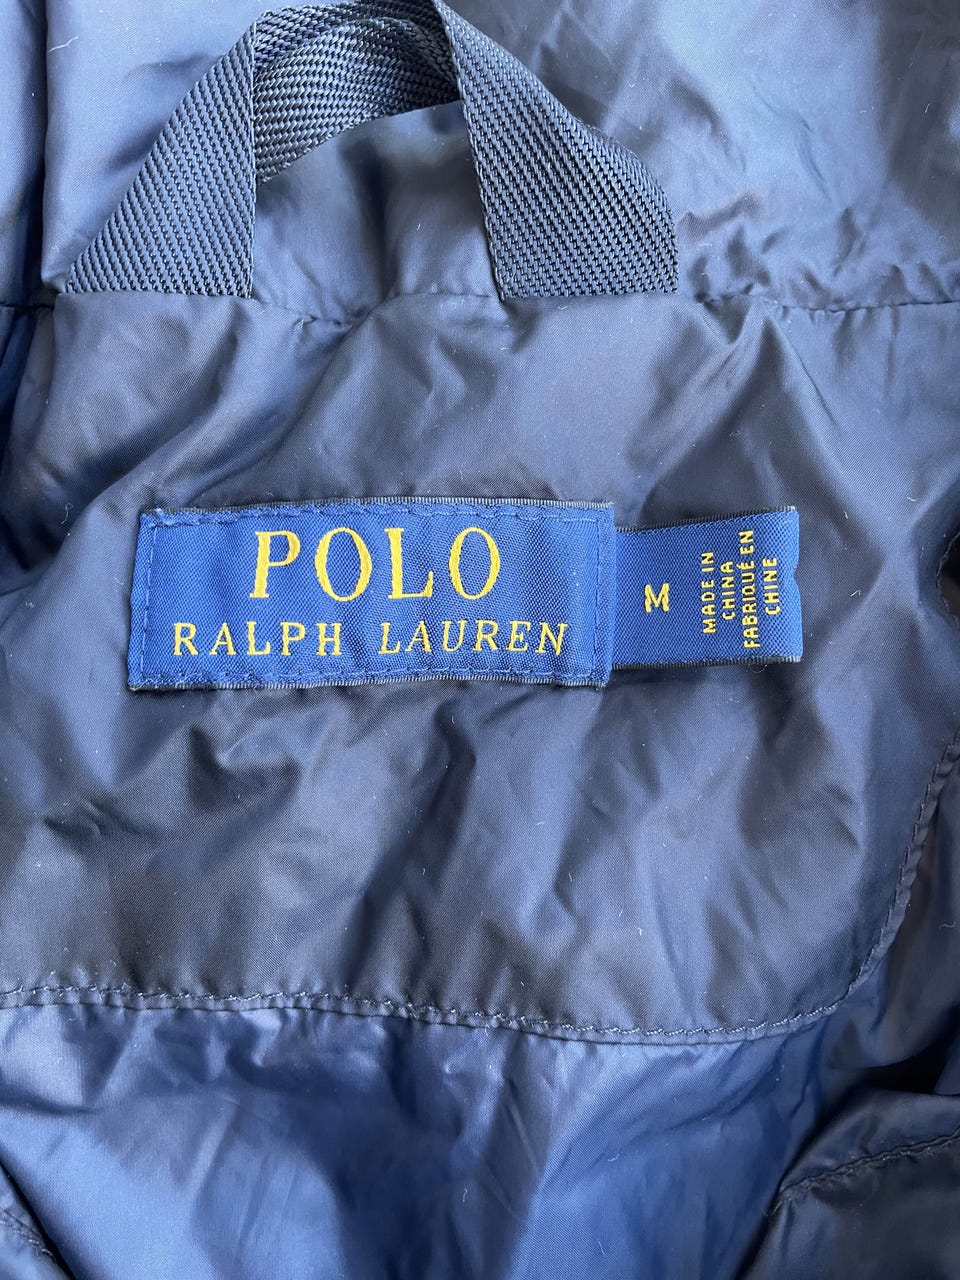 POLO
RALPH LAUREN
M
MADE IN
CHINA
FABRIQUÉ EN
CHINE